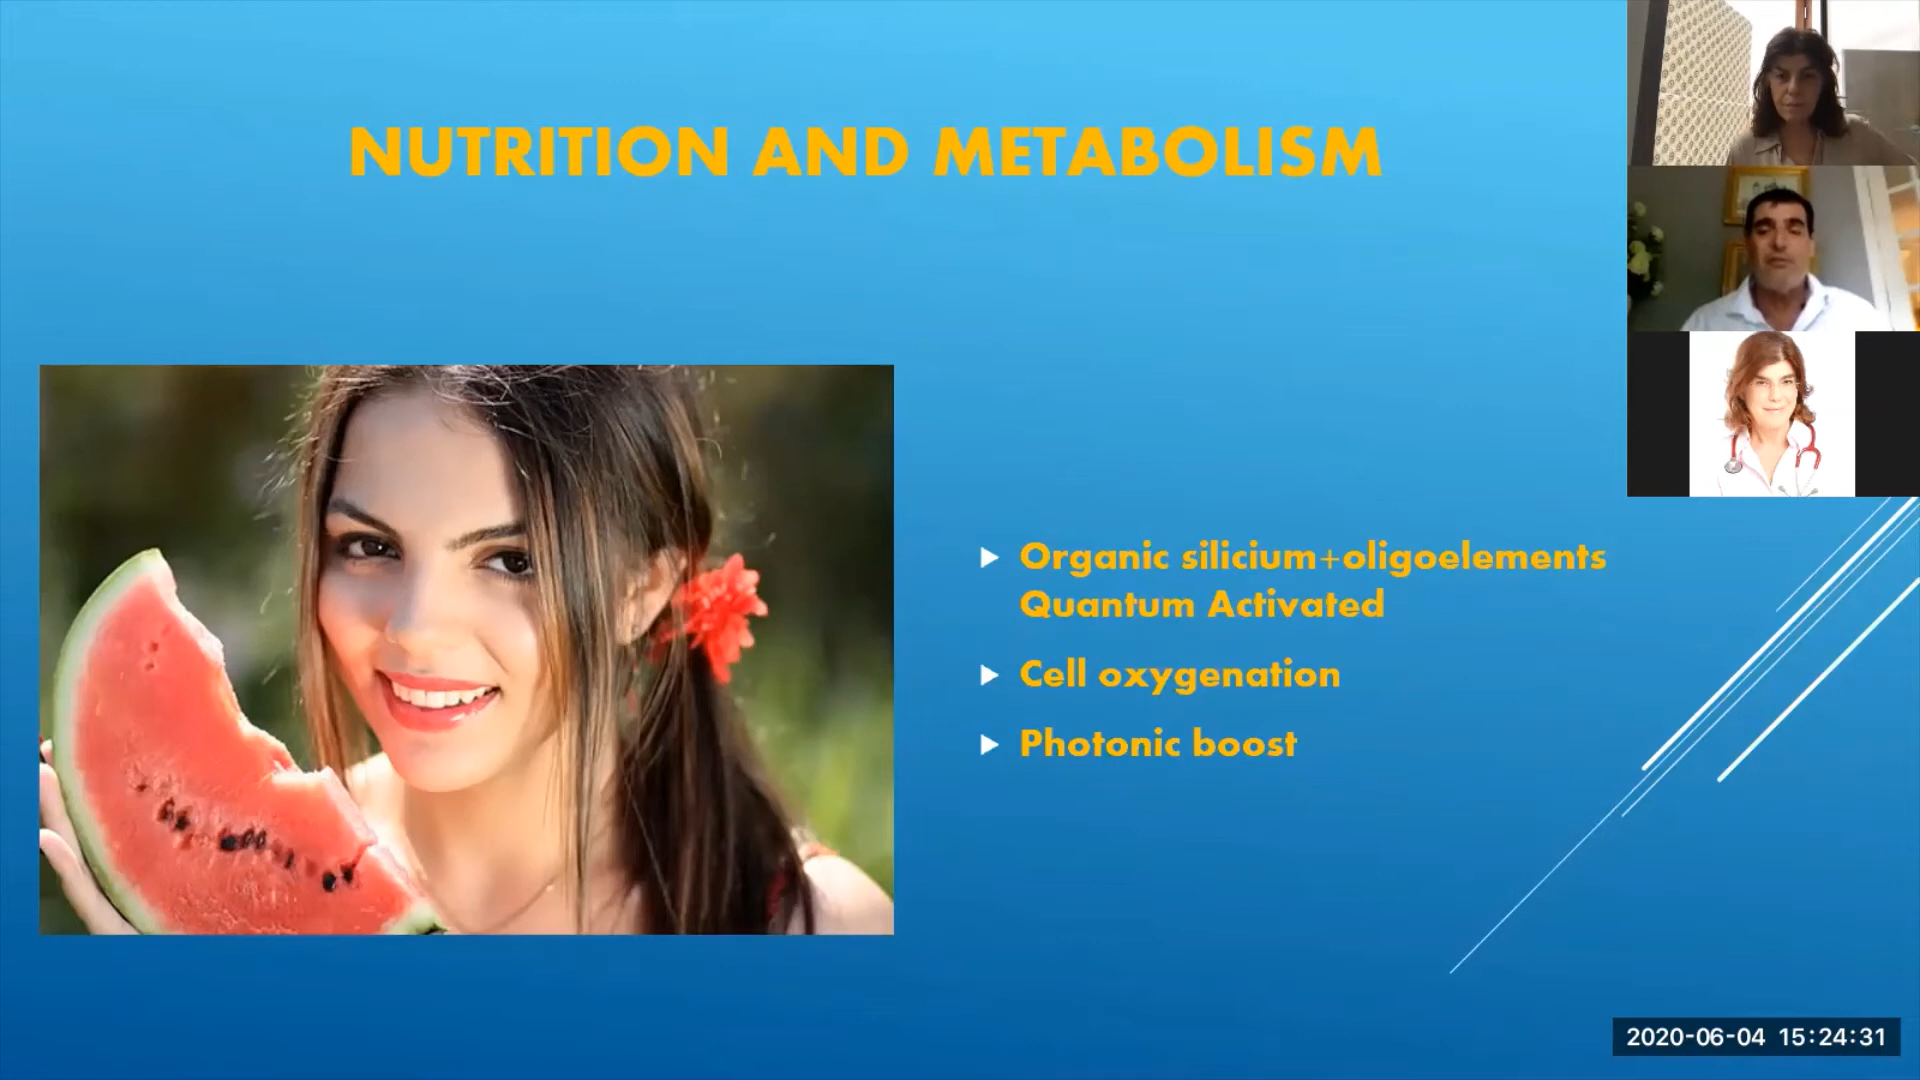 NUTRITION AND METABOLISM
Organic silicium+oligoelements
Quantum Activated
Cell oxygenation
Photonic boost
2020-06-04 15:24:31